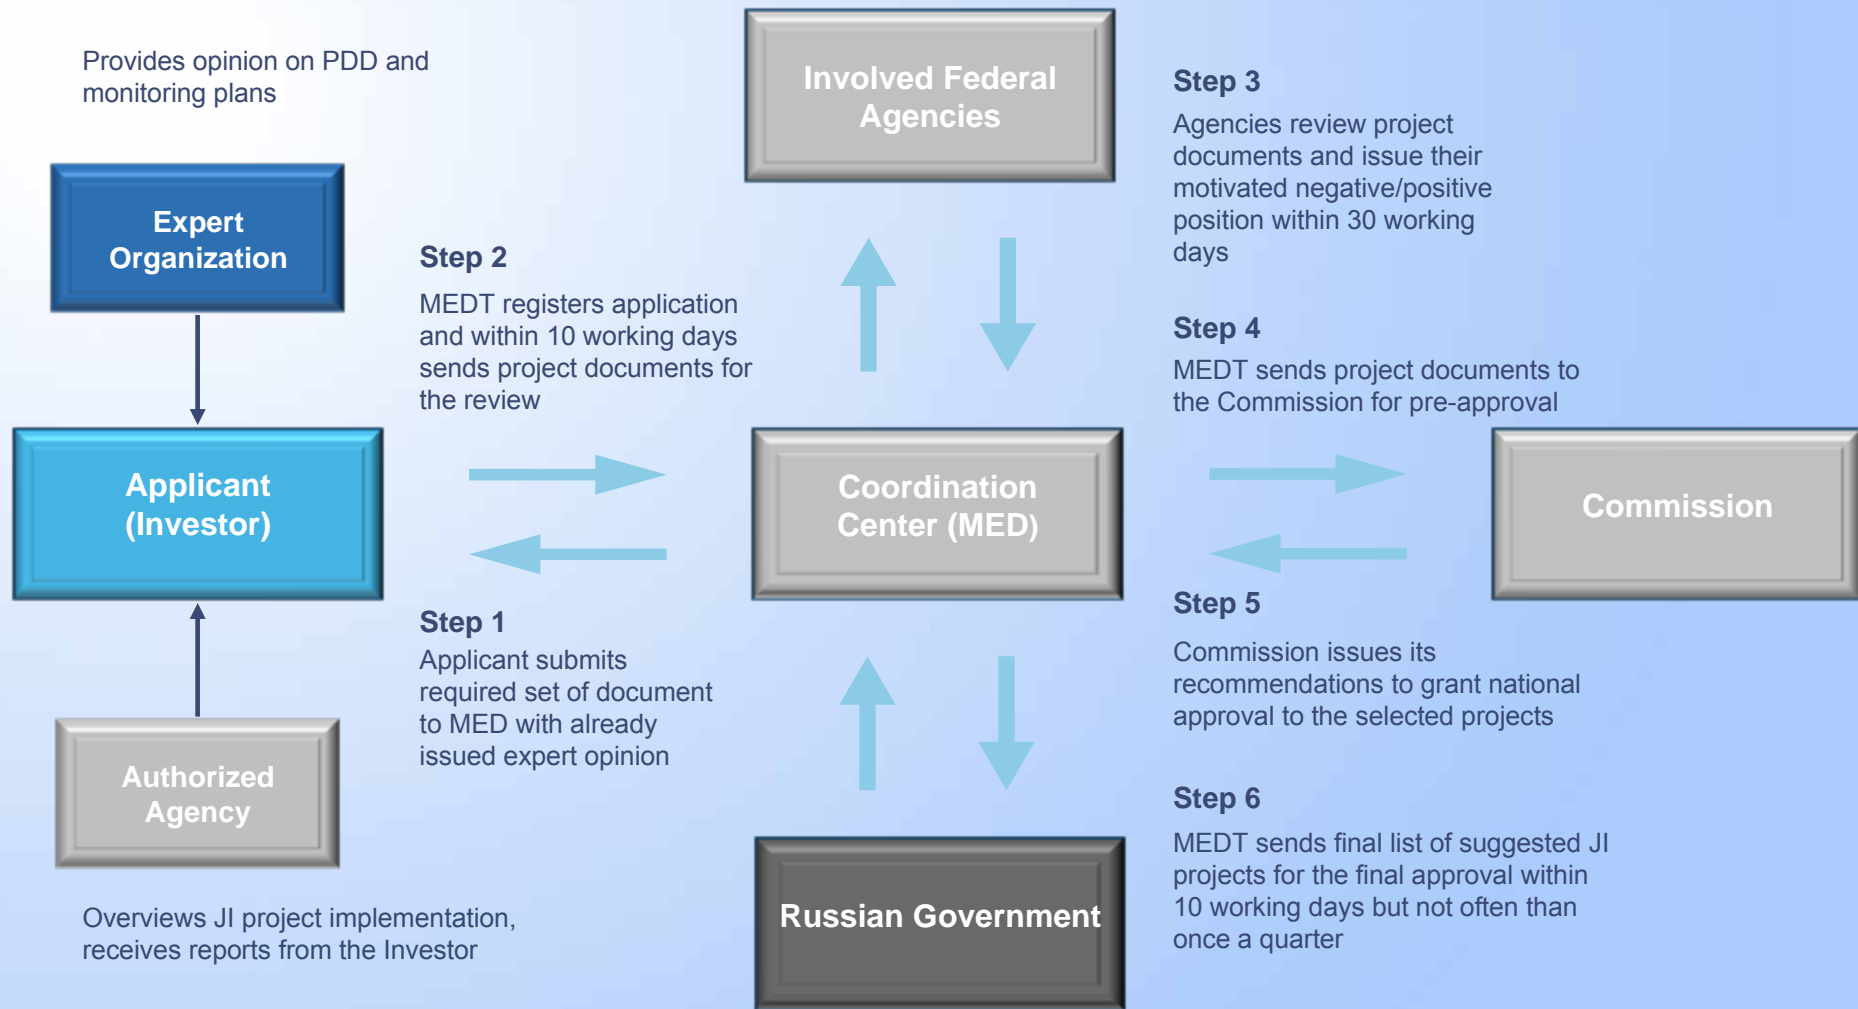 Provides opinion on PDD and
monitoring plans
Expert
Organization
Applicant
(Investor)
Authorized
Agency
Overviews JI project implementation,
receives reports from the Investor
Step 2
MEDT registers application
and within 10 working days
sends project documents for
the review
Step 1
Applicant submits
required set of document
to MED with already
issued expert opinion
Involved Federal
Agencies
Coordination
Center (MED)
Russian Government
Step 3
Agencies review project
documents and issue their
motivated negative/positive
position within 30 working
days
Step 4
MEDT sends project documents to
the Commission for pre-approval
Commission
Step 5
Commission issues its
recommendations to grant national
approval to the selected projects
Step 6
MEDT sends final list of suggested JI
projects for the final approval within
10 working days but not often than
once a quarter